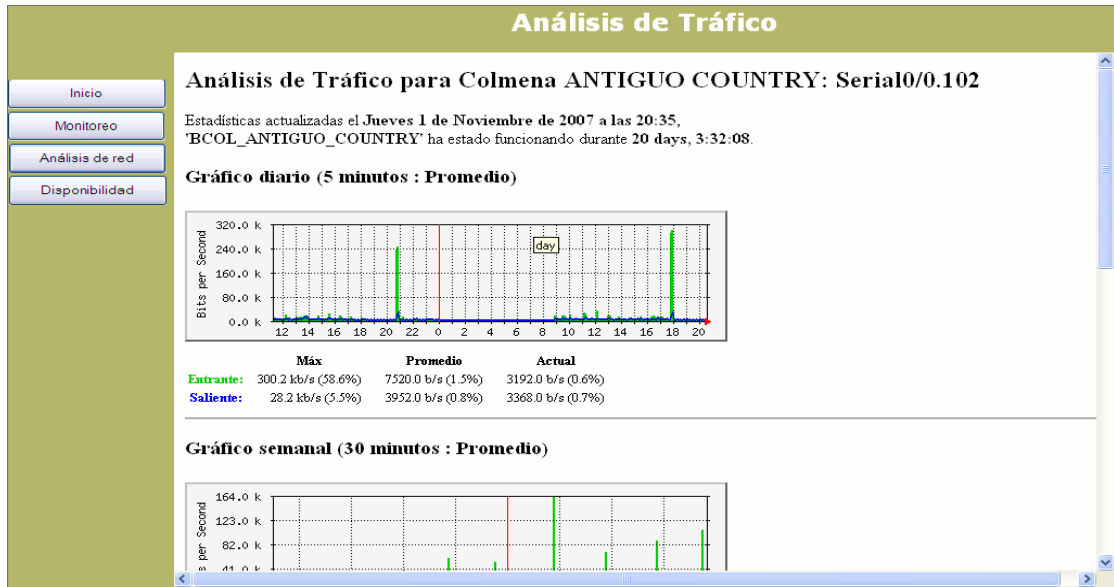 Análisis de Tráfico
Inicio
Monitoreo
Análisis de red
Disponibilidad
Análisis de Tráfico para Colmena ANTIGUO COUNTRY: Serial0/0.102
Estadísticas actualizadas el Jueves 1 de Noviembre de 2007 a las 20:35,
'BCOL_ANTIGUO_COUNTRY' ha estado funcionando durante 20 days, 3:32:08.
Gráfico diario (5 minutos : Promedio)
Bits per Second
320.0 k
240.0 k
160.0 k
80.0 k
0.0 k
day
12 14 16 18 20 22 0 2 4 6 8 10 12 14 16 18 20
Máx Promedio Actual
Entrante: 300.2 kb/s (58.6%) 7520.0 b/s (1.5%) 3192.0 b/s (0.6%)
Saliente: 28.2 kb/s (5.5%) 3952.0 b/s (0.8%) 3368.0 b/s (0.7%)
Gráfico semanal (30 minutos : Promedio)
per Second
164.0 k
123.0 k
82.0 k
41.0 k